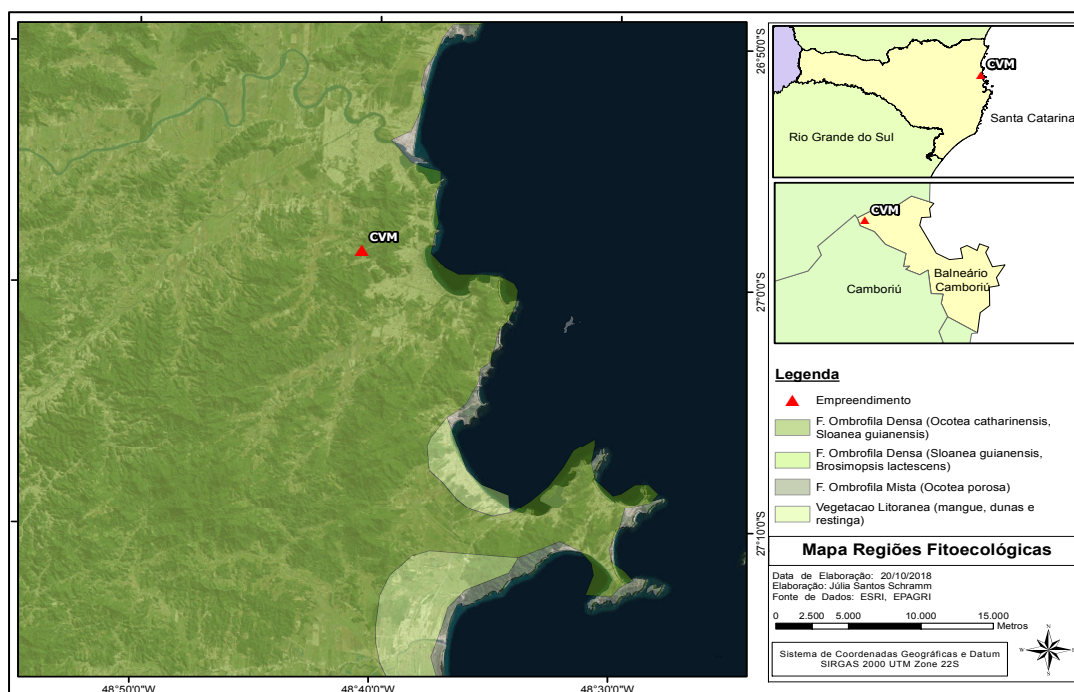 CVM
48°50'0"W
48°40'0"W
48°30'0"W
26°50'0"S
27°0'0"S
27°10'0"S
CVM
Santa Catarina
Rio Grande do Sul
CVM
Camboriú
Balneário
Camboriú
Legenda
Empreendimento
F. Ombrofila Densa (Ocotea catharinensis,
Sloanea guianensis)
F. Ombrofila Densa (Sloanea guianensis,
Brosimopsis lactescens)
F. Ombrofila Mista (Ocotea porosa)
Vegetacao Litoranea (mangue, dunas e
restinga)
Mapa Regiões Fitoecológicas
Data de Elaboração: 20/10/2018
Elaboração: Júlia Santos Schramm
Fonte de Dados: ESRI, EPAGRI
0 2.500 5.000 10.000 15.000
Metros
Sistema de Coordenadas Geográficas e Datum
SIRGAS 2000 UTM Zone 22S
N
W
E
S